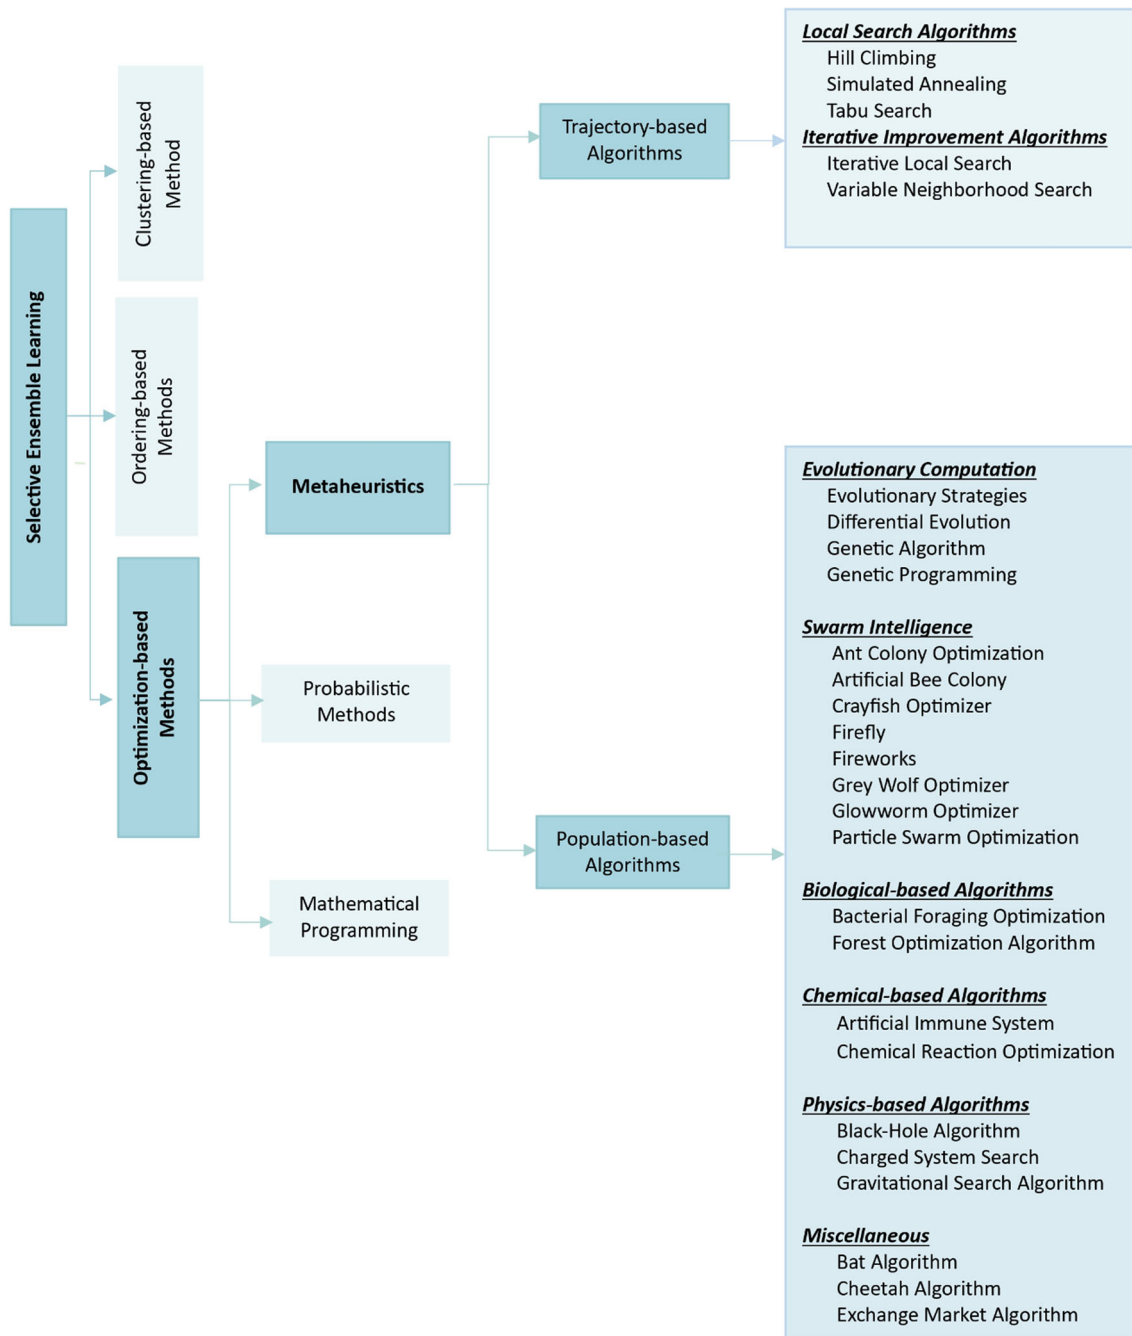 Selective Ensemble Learning
Clustering-based
Method
Ordering-based
Methods
Optimization-based
Methods
Metaheuristics
Probabilistic
Methods
Mathematical
Programming
Trajectory-based
Algorithms
Population-based
Algorithms
Local Search Algorithms
Hill Climbing
Simulated Annealing
Tabu Search
Iterative Improvement Algorithms
Iterative Local Search
Variable Neighborhood Search
Evolutionary Computation
Evolutionary Strategies
Differential Evolution
Genetic Algorithm
Genetic Programming
Swarm Intelligence
Ant Colony Optimization
Artificial Bee Colony
Crayfish Optimizer
Firefly
Fireworks
Grey Wolf Optimizer
Glowworm Optimizer
Particle Swarm Optimization
Biological-based Algorithms
Bacterial Foraging Optimization
Forest Optimization Algorithm
Chemical-based Algorithms
Artificial Immune System
Chemical Reaction Optimization
Physics-based Algorithms
Black-Hole Algorithm
Charged System Search
Gravitational Search Algorithm
Miscellaneous
Bat Algorithm
Cheetah Algorithm
Exchange Market Algorithm